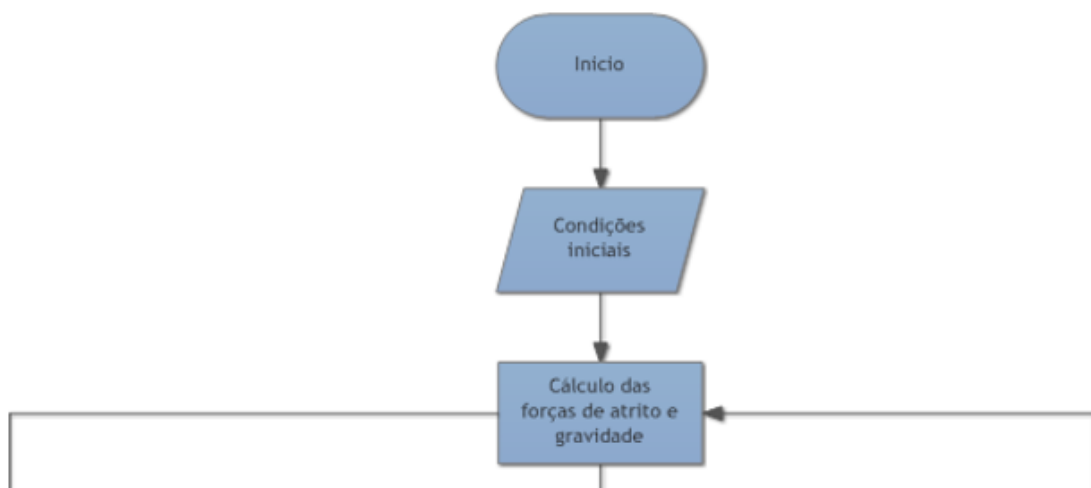 Inicio
Condições
iniciais
Cálculo das
forças de atrito e
gravidade